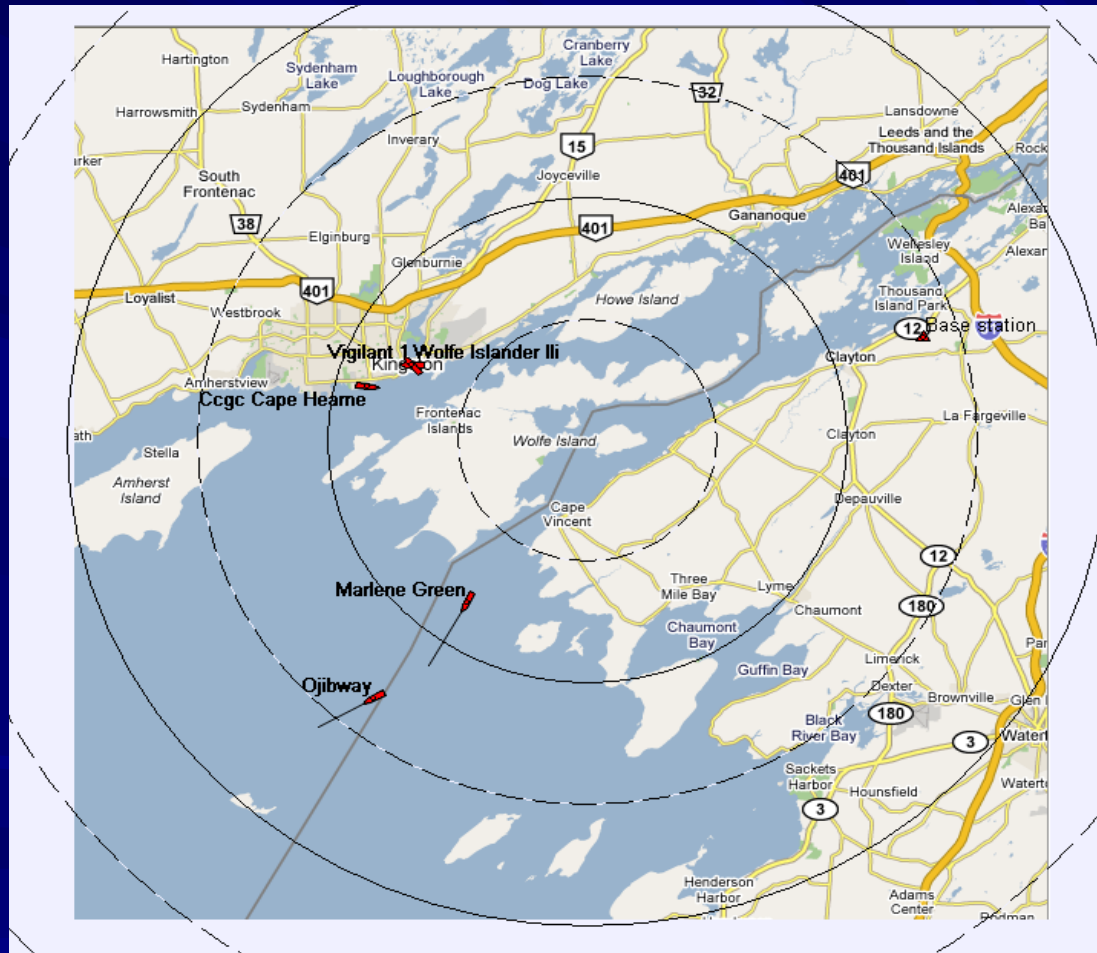 Hartington
Sydenham
Lake
Cranberry
Lake
Loughborough
Lake
Dog Lake
32
Harrowsmith
Sydenham
Lansdowne
Inverary
15
Leeds and the
Thousand Islands
Rock
arker
South
Frontenac
Joyceville
401
38
Gananoque
401
Elginburg
Glenburnie
Wellesley
Island
401
Loyalist
Howe Island
Thousand
Island Park
Westbrook
12
Base station
Vigilant 1
Wolfe Islander Iii
Clayton
Amherstview
Ccgc Cape Hearne
Frontenac
Islands
La Fargeville
ath
Wolfe Island
Clayton
Stella
Amherst
Island
Cape
Vincent
Depauville
12
Marlene Green
Three
Mile Bay
Lyme
Chaumont
180
Chaumont
Bay
Limerick
Guffin Bay
Ojibway
Dexter
Brownville
180
Black
River Bay
3
Sackets
Harbor
Hounsfield
3
Henderson
Harbor
Adams
Center